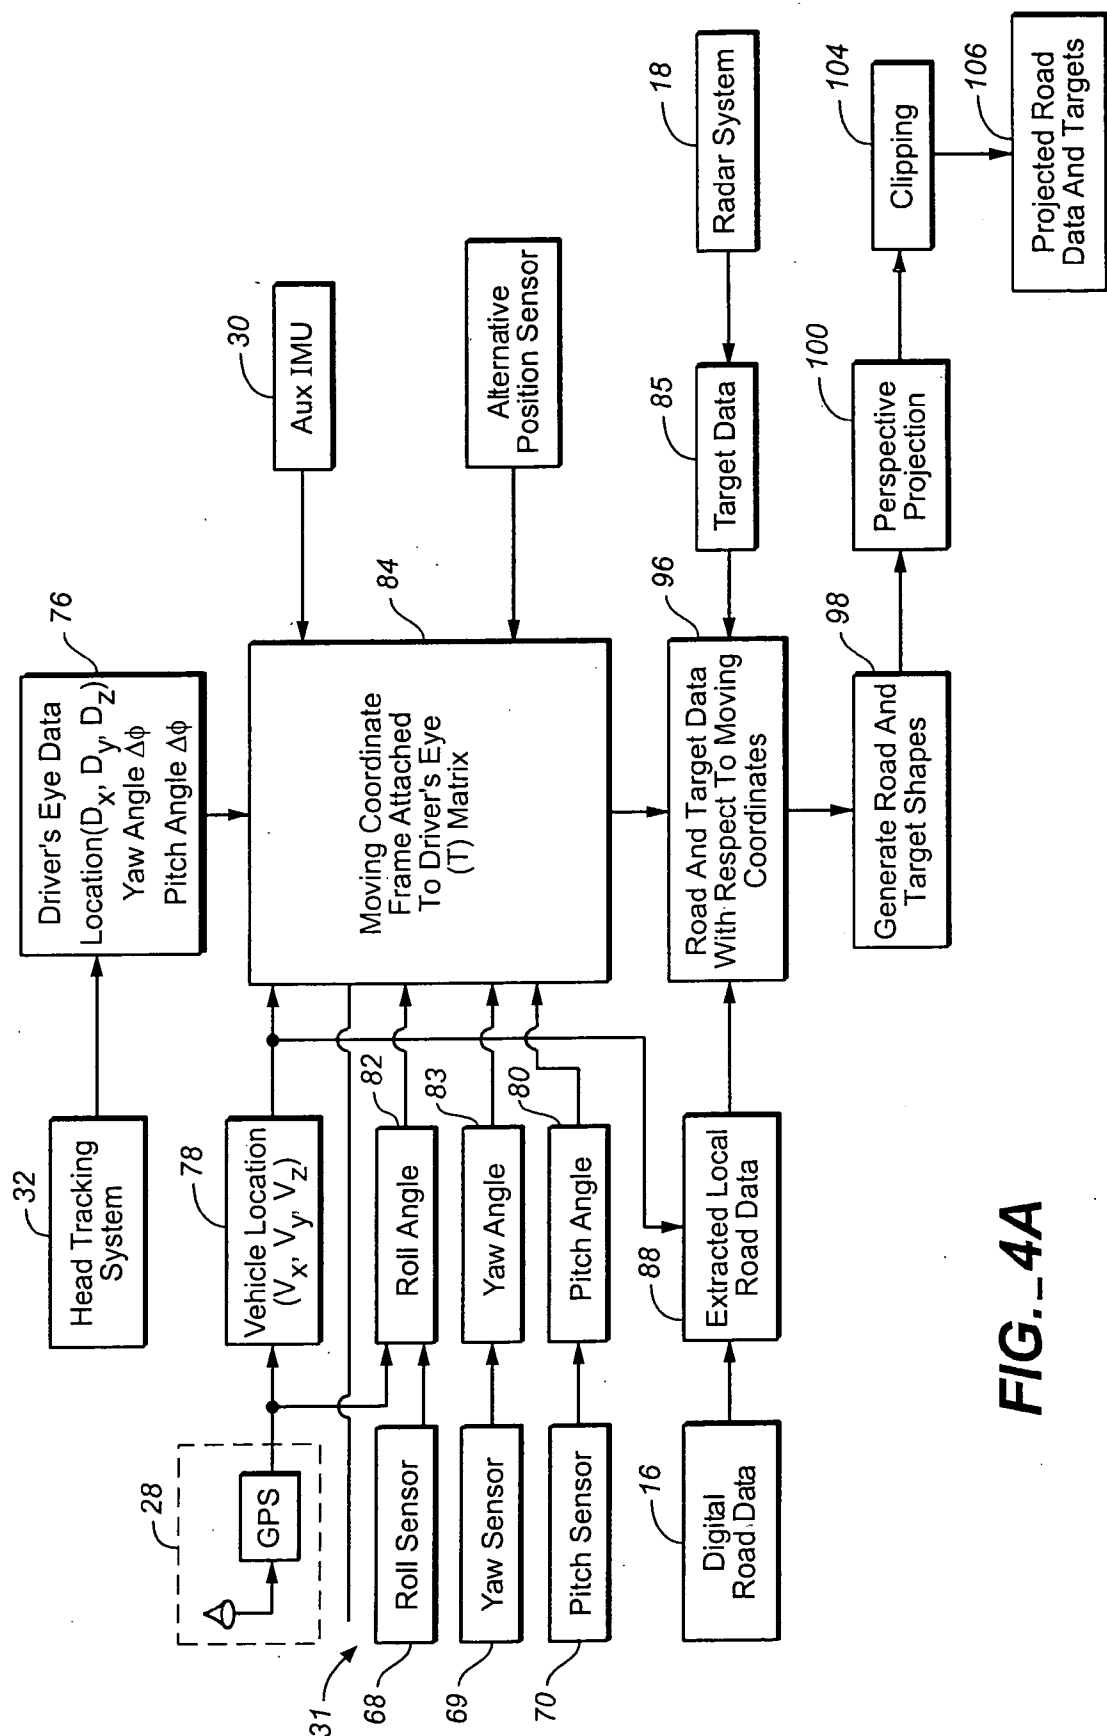 32
Head Tracking
System
76
Driver's Eye Data
Location(Dx, Dy, Dz)
Yaw Angle Δϕ
Pitch Angle Δϕ
28
GPS
78
Vehicle Location
(Vx, Vy, Vz)
84
Moving Coordinate
Frame Attached
To Driver's Eye
(T) Matrix
30
Aux IMU
Alternative
Position Sensor
31
68
Roll Sensor
82
Roll Angle
69
Yaw Sensor
83
Yaw Angle
70
Pitch Sensor
80
Pitch Angle
16
Digital
Road Data
88
Extracted Local
Road Data
96
Road And Target Data
With Respect To Moving
Coordinates
85
Target Data
18
Radar System
98
Generate Road And
Target Shapes
100
Perspective
Projection
104
Clipping
106
Projected Road
Data And Targets
FIG._4A